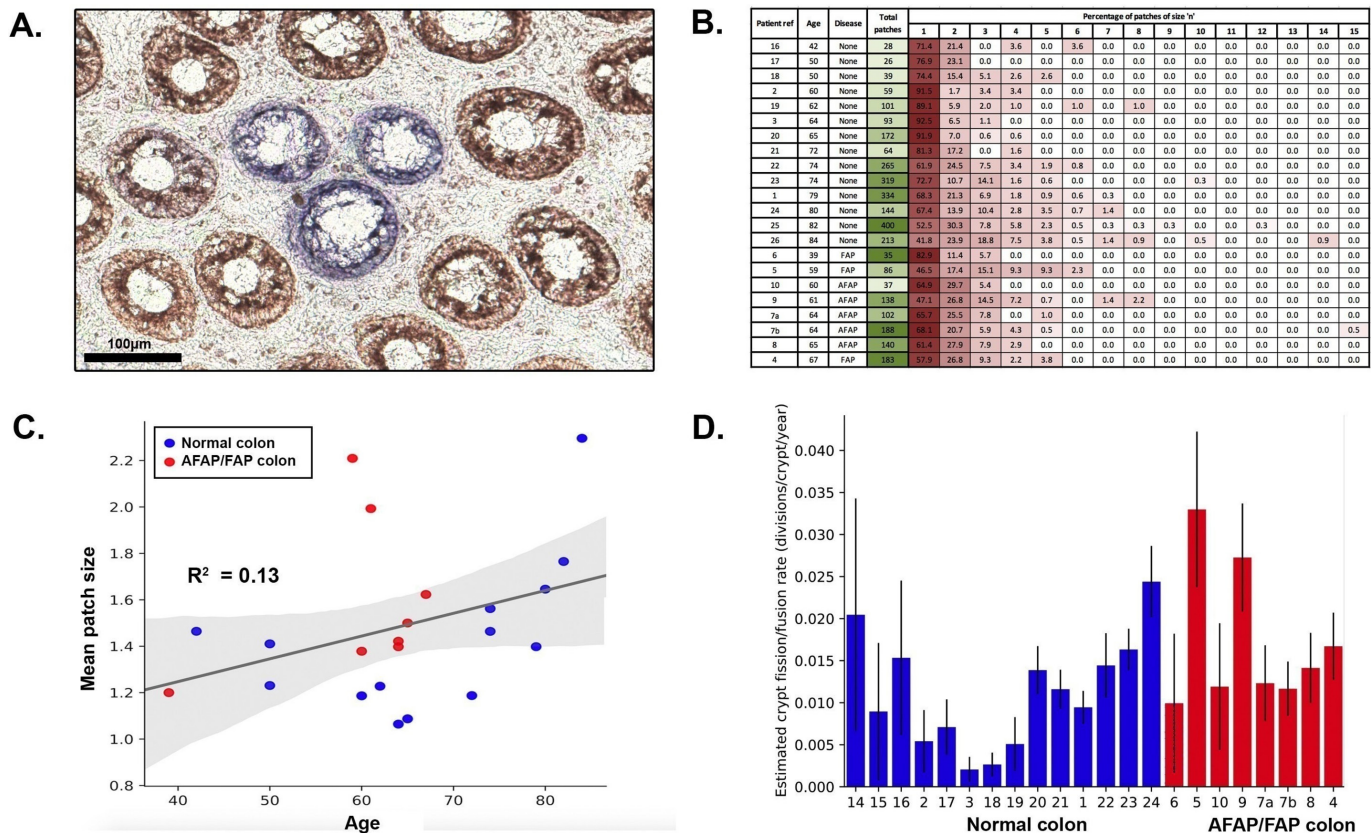 A.
100µm
B.
Patient ref Age Disease Total patches Percentage of patches of size 'n'
1 2 3 4 5 6 7 8 9 10 11 12 13 14 15
16 42 None 28 71.4 21.4 0.0 3.6 0.0 3.6 0.0 0.0 0.0 0.0 0.0 0.0 0.0 0.0 0.0
17 50 None 26 76.9 23.1 0.0 0.0 0.0 0.0 0.0 0.0 0.0 0.0 0.0 0.0 0.0 0.0 0.0
18 50 None 39 74.4 15.4 5.1 2.6 2.6 0.0 0.0 0.0 0.0 0.0 0.0 0.0 0.0 0.0 0.0
2 60 None 59 91.5 1.7 3.4 3.4 0.0 0.0 0.0 0.0 0.0 0.0 0.0 0.0 0.0 0.0 0.0
19 62 None 101 89.1 5.9 2.0 1.0 0.0 1.0 0.0 1.0 0.0 0.0 0.0 0.0 0.0 0.0 0.0
3 64 None 93 92.5 6.5 1.1 0.0 0.0 0.0 0.0 0.0 0.0 0.0 0.0 0.0 0.0 0.0 0.0
20 65 None 172 91.9 7.0 0.6 0.6 0.0 0.0 0.0 0.0 0.0 0.0 0.0 0.0 0.0 0.0 0.0
21 72 None 64 81.3 17.2 0.0 1.6 0.0 0.0 0.0 0.0 0.0 0.0 0.0 0.0 0.0 0.0 0.0
22 74 None 265 61.9 24.5 7.5 3.4 1.9 0.8 0.0 0.0 0.0 0.0 0.0 0.0 0.0 0.0 0.0
23 74 None 319 72.7 10.7 14.1 1.6 0.6 0.0 0.0 0.0 0.0 0.3 0.0 0.0 0.0 0.0 0.0
1 79 None 334 68.3 21.3 6.9 1.8 0.9 0.6 0.3 0.0 0.0 0.0 0.0 0.0 0.0 0.0 0.0
24 80 None 144 67.4 13.9 10.4 2.8 3.5 0.7 1.4 0.0 0.0 0.0 0.0 0.0 0.0 0.0 0.0
25 82 None 400 52.5 30.3 7.8 5.8 2.3 0.5 0.3 0.3 0.3 0.0 0.0 0.3 0.0 0.0 0.0
26 84 None 213 41.8 23.9 18.8 7.5 3.8 0.5 1.4 0.9 0.0 0.5 0.0 0.0 0.0 0.9 0.0
6 39 FAP 35 82.9 11.4 5.7 0.0 0.0 0.0 0.0 0.0 0.0 0.0 0.0 0.0 0.0 0.0 0.0
5 59 FAP 86 46.5 17.4 15.1 9.3 9.3 2.3 0.0 0.0 0.0 0.0 0.0 0.0 0.0 0.0 0.0
10 60 AFAP 37 64.9 29.7 5.4 0.0 0.0 0.0 0.0 0.0 0.0 0.0 0.0 0.0 0.0 0.0 0.0
9 61 AFAP 138 47.1 26.8 14.5 7.2 0.7 0.0 1.4 2.2 0.0 0.0 0.0 0.0 0.0 0.0 0.0
7a 64 AFAP 102 65.7 25.5 7.8 0.0 1.0 0.0 0.0 0.0 0.0 0.0 0.0 0.0 0.0 0.0 0.0
7b 64 AFAP 188 68.1 20.7 5.9 4.3 0.5 0.0 0.0 0.0 0.0 0.0 0.0 0.0 0.0 0.0 0.5
8 65 AFAP 140 61.4 27.9 7.9 2.9 0.0 0.0 0.0 0.0 0.0 0.0 0.0 0.0 0.0 0.0 0.0
4 67 FAP 183 57.9 26.8 9.3 2.2 3.8 0.0 0.0 0.0 0.0 0.0 0.0 0.0 0.0 0.0 0.0
C.
Normal colon
AFAP/FAP colon
R² = 0.13
Mean patch size
2.2
2.0
1.8
1.6
1.4
1.2
1.0
0.8
40 50 60 70 80
Age
D.
Estimated crypt fission/fusion rate (divisions/crypt/year)
0.040
0.035
0.030
0.025
0.020
0.015
0.010
0.005
0.000
14 15 16 2 17 3 18 19 20 21 1 22 23 24 6 5 10 9 7a 7b 8 4
Normal colon AFAP/FAP colon